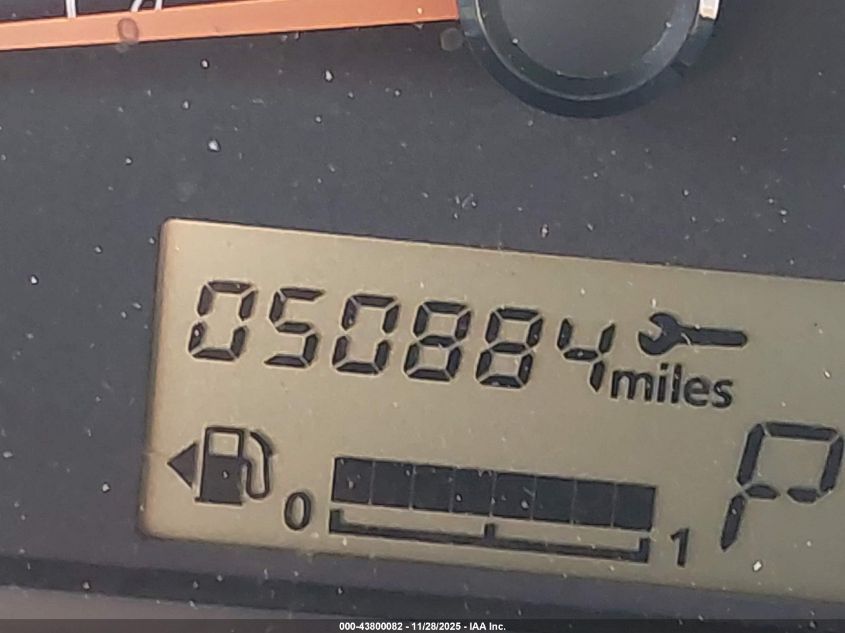 050884 miles
0 1
P
000-43800082 - 11/28/2025 - IAA Inc.